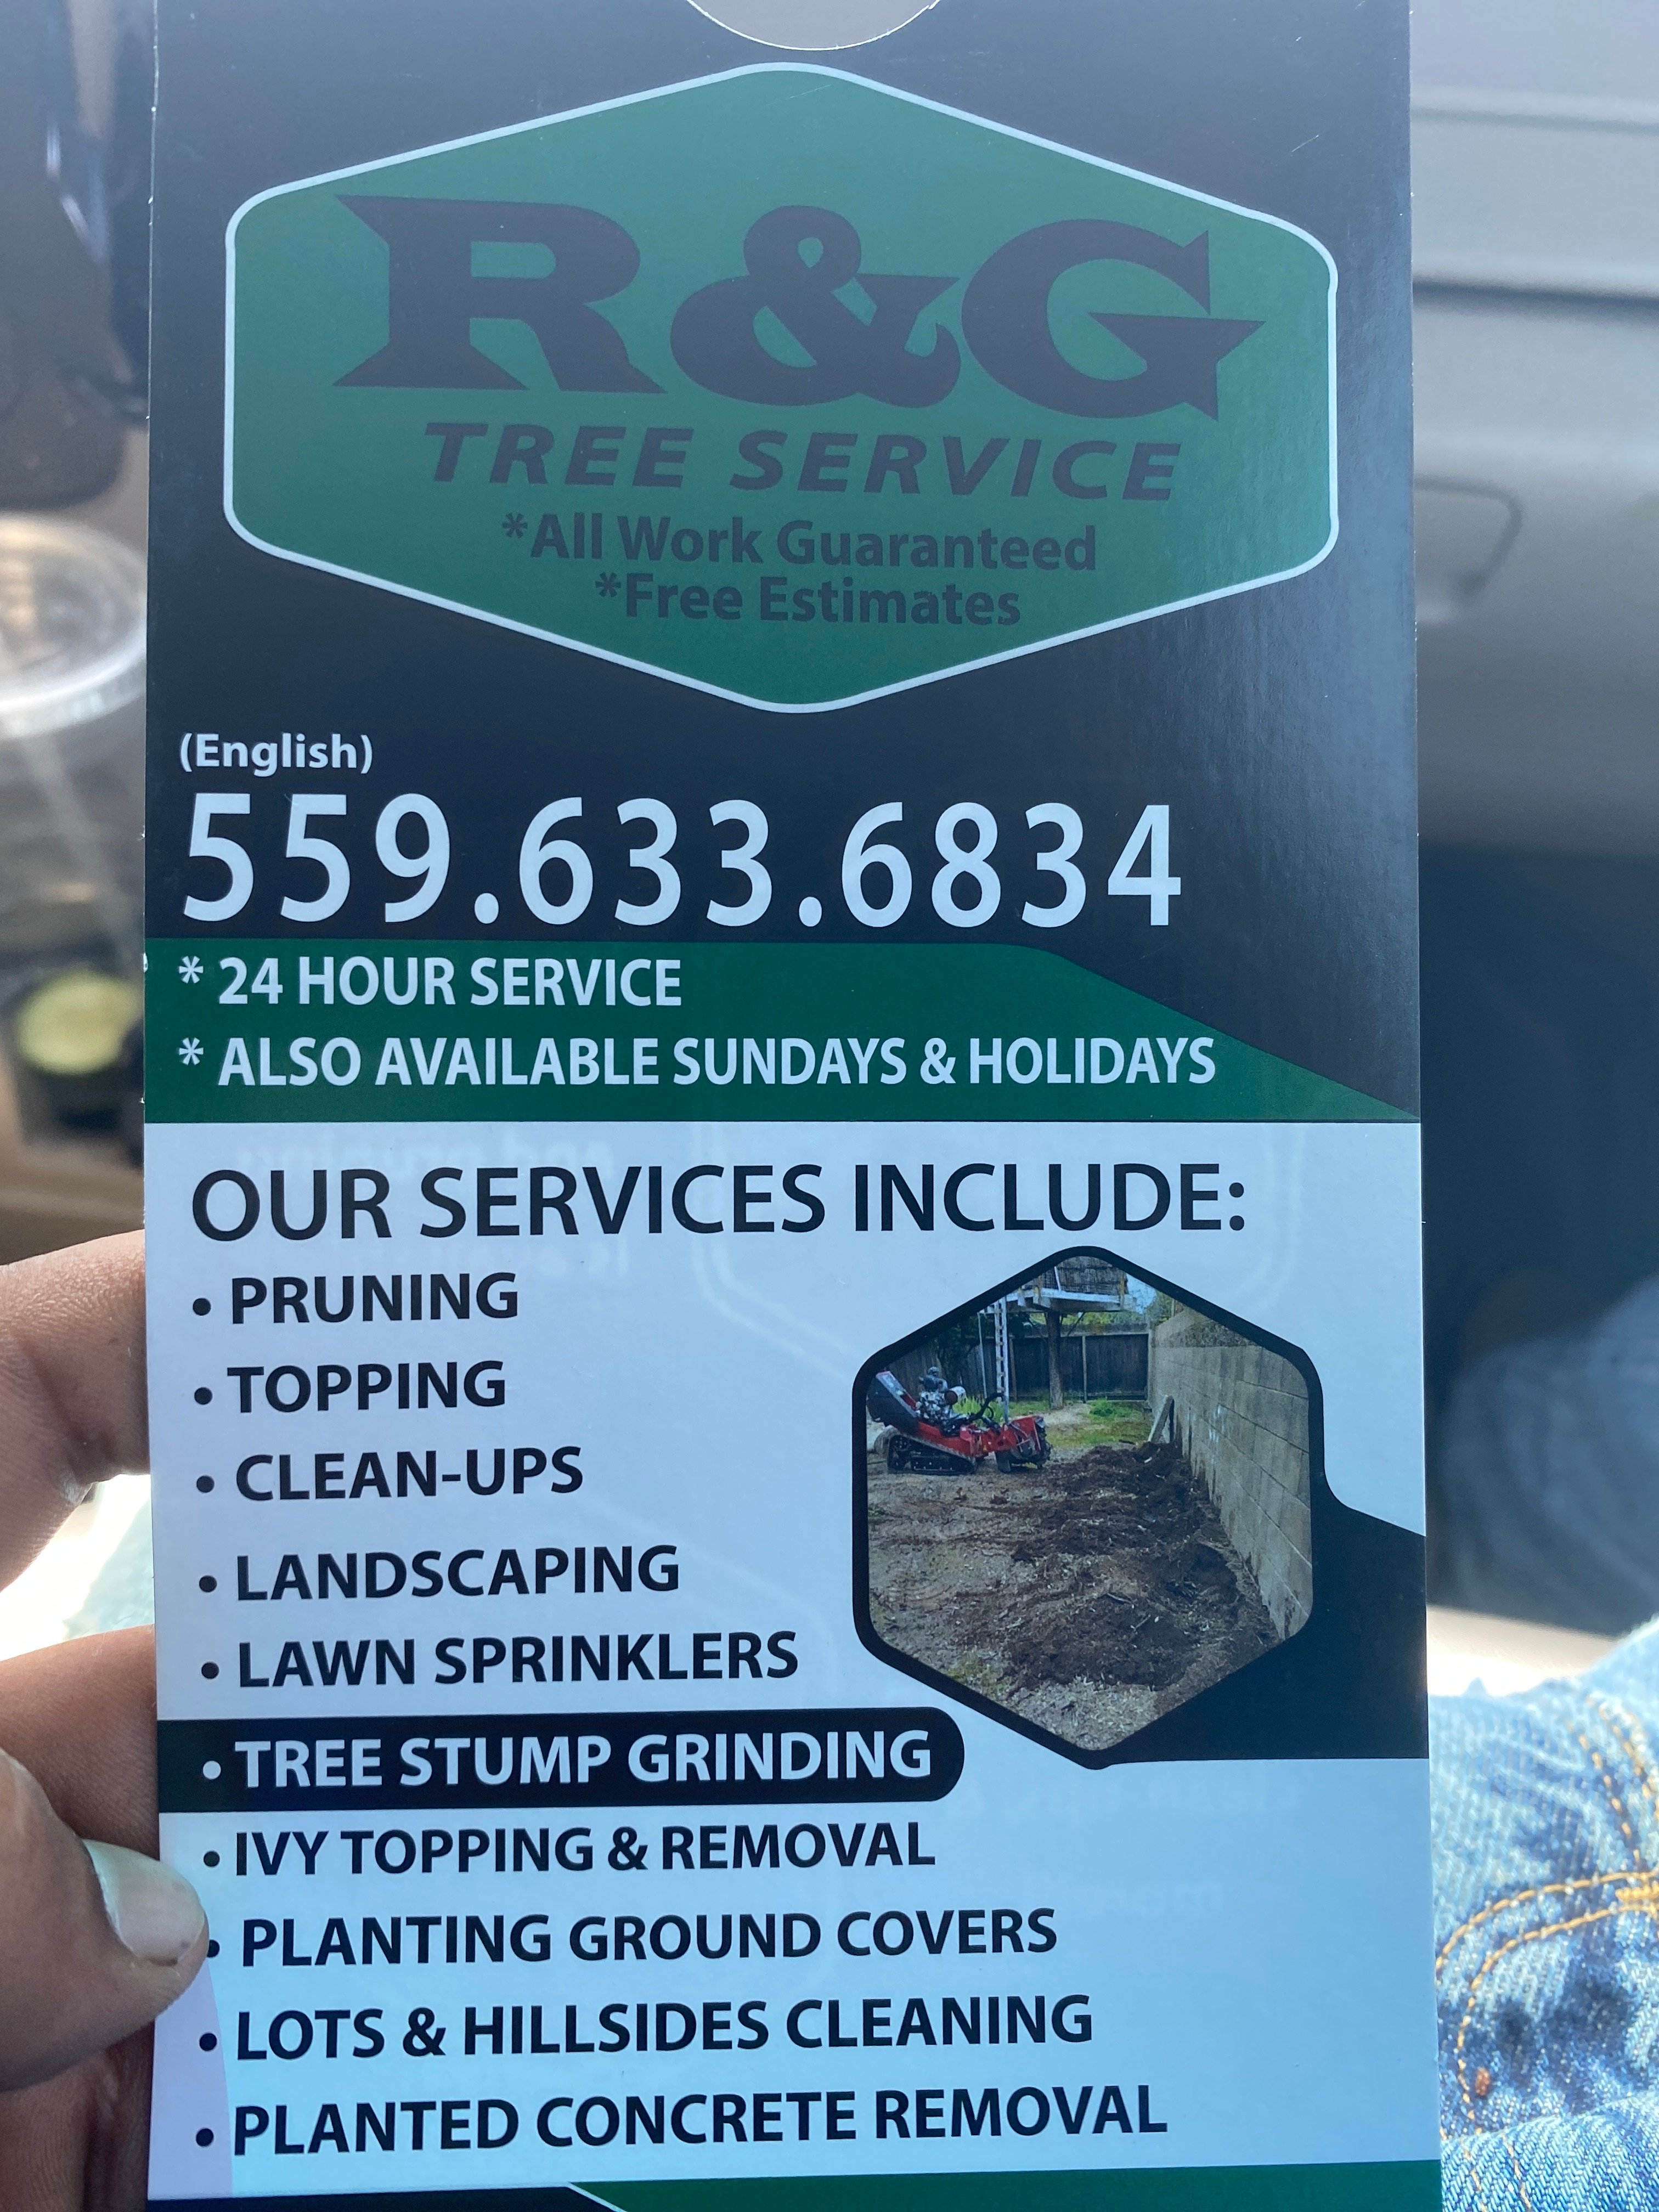 R&G
TREE SERVICE
*All Work Guaranteed
*Free Estimates
(English)
559.633.6834
* 24 HOUR SERVICE
* ALSO AVAILABLE SUNDAYS & HOLIDAYS
OUR SERVICES INCLUDE:
• PRUNING
• TOPPING
• CLEAN-UPS
• LANDSCAPING
• LAWN SPRINKLERS
• TREE STUMP GRINDING
• IVY TOPPING & REMOVAL
• PLANTING GROUND COVERS
• LOTS & HILLSIDES CLEANING
• PLANTED CONCRETE REMOVAL